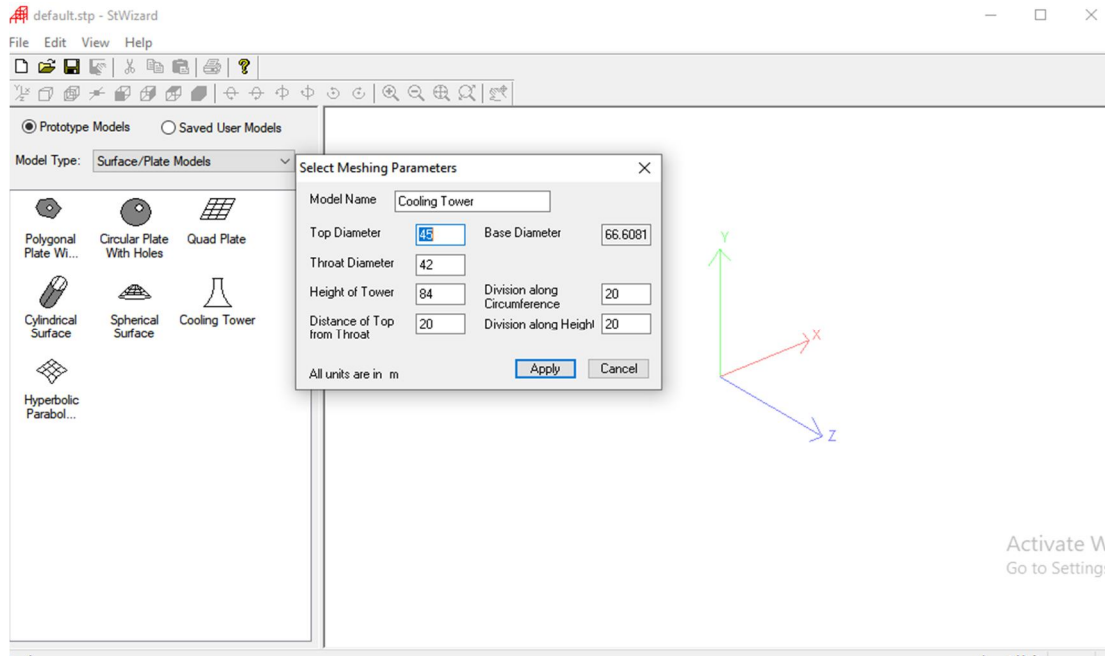 default.stp - StWizard
File Edit View Help
Prototype Models Saved User Models
Model Type: Surface/Plate Models
Polygonal Plate Wi...
Circular Plate With Holes
Quad Plate
Cylindrical Surface
Spherical Surface
Cooling Tower
Hyperbolic Parabol...
Select Meshing Parameters
Model Name Cooling Tower
Top Diameter 45 Base Diameter 66.6081
Throat Diameter 42
Height of Tower 84 Division along Circumference 20
Distance of Top from Throat 20 Division along Height 20
All units are in m Apply Cancel
Y
X
Z
Activate W
Go to Settings